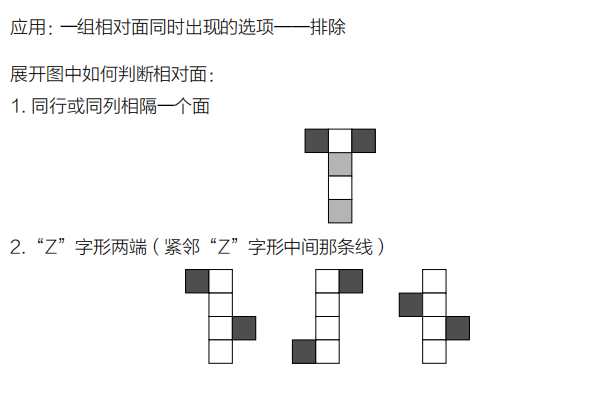 应用：一组相对面同时出现的选项——排除
展开图中如何判断相对面：
1. 同行或同列相隔一个面
2.“Z”字形两端（紧邻“Z”字形中间那条线）